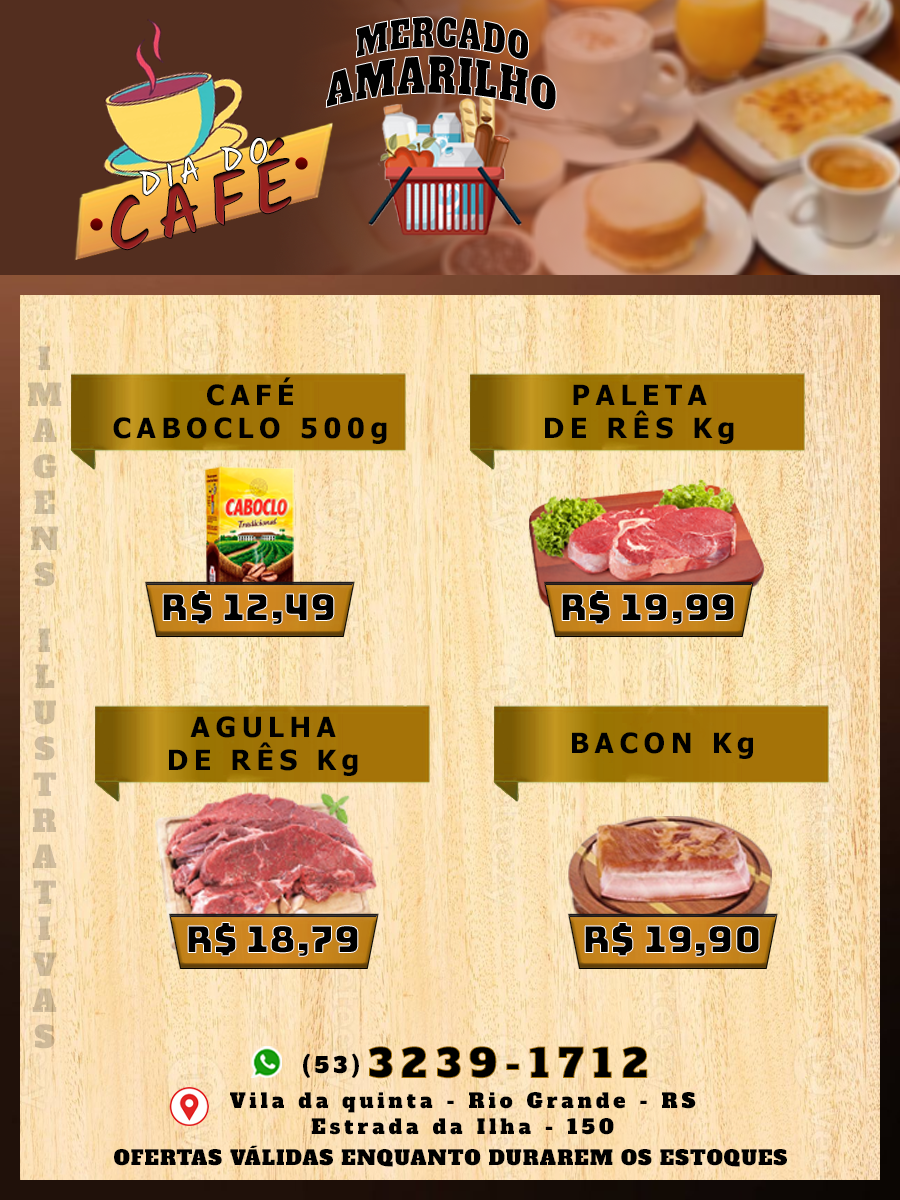 MERCADO
AMARILHO
DIA DO
CAFÉ
IMAGENS ILUSTRATIVAS
CAFÉ
CABOCLO 500g
CABOCLO
Tradicional
R$ 12,49
PALETA
DE RÊS Kg
R$ 19,99
AGULHA
DE RÊS Kg
R$ 18,79
BACON Kg
R$ 19,90
(53) 3239-1712
Vila da quinta - Rio Grande - RS
Estrada da Ilha - 150
OFERTAS VÁLIDAS ENQUANTO DURAREM OS ESTOQUES